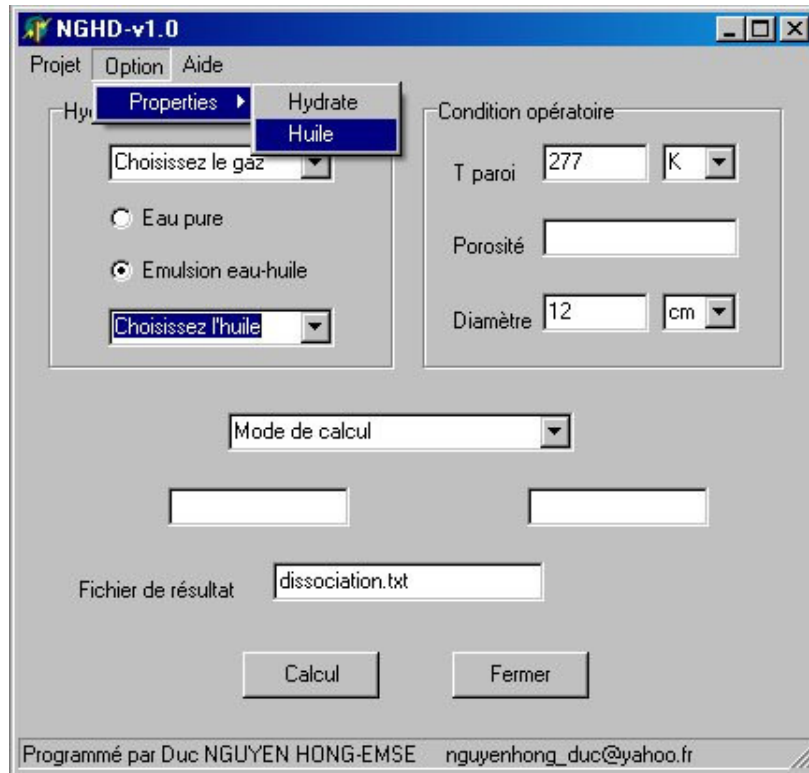 NGHD-v1.0
Projet Option Aide
Properties
Hydrate
Huile
Hy
Choisissez le gaz
Eau pure
Emulsion eau-huile
Choisissez l'huile
Condition opératoire
T paroi 277 K
Porosité
Diamètre 12 cm
Mode de calcul
Fichier de résultat dissociation.txt
Calcul Fermer
Programmé par Duc NGUYEN HONG-EMSE nguyenhong_duc@yahoo.fr